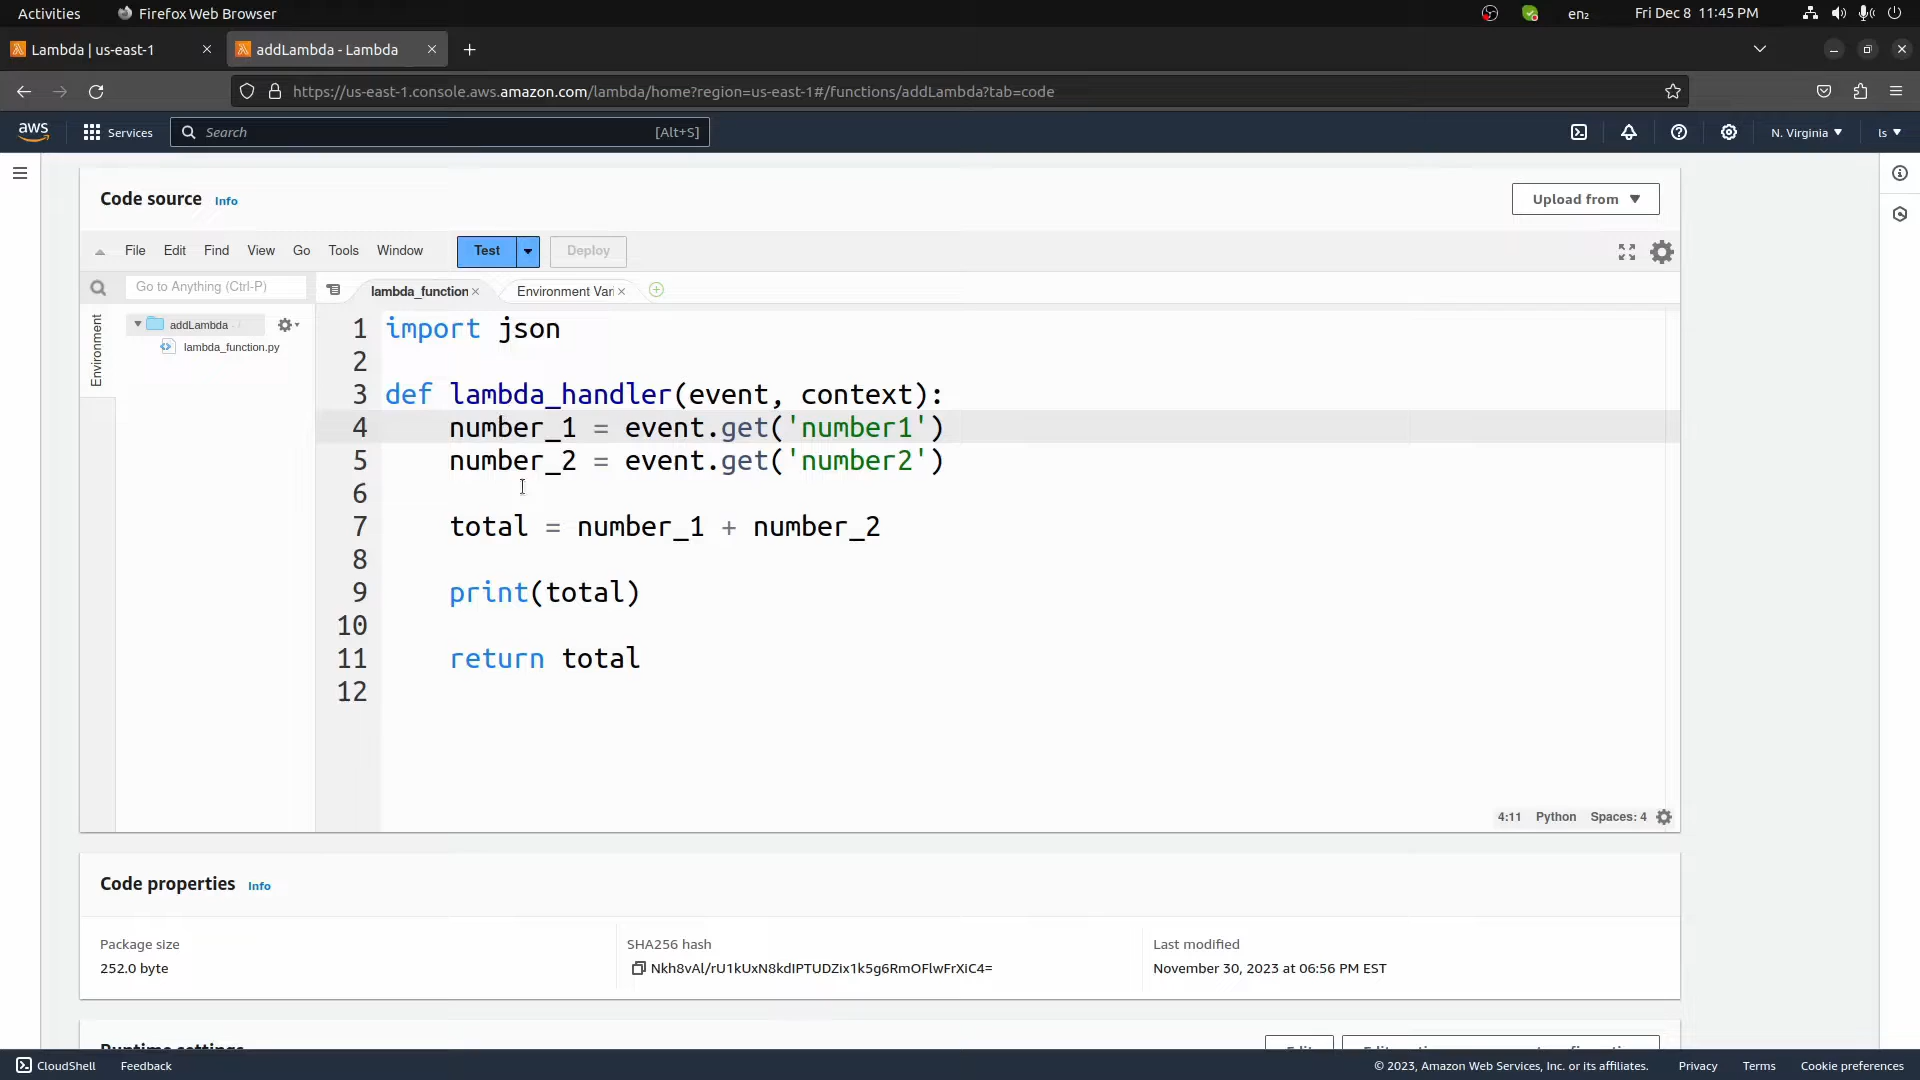 Activities
Firefox Web Browser
en₂
Fri Dec 8 11:45 PM
Lambda | us-east-1
addLambda - Lambda
https://us-east-1.console.aws.amazon.com/lambda/home?region=us-east-1#/functions/addLambda?tab=code
aws
Services
Search
[Alt+S]
N. Virginia
ls
Code source
Info
Upload from
File
Edit
Find
View
Go
Tools
Window
Test
Deploy
Go to Anything (Ctrl-P)
lambda_function
Environment Vari
Environment
addLambda -
lambda_function.py
1 import json
2
3 def lambda_handler(event, context):
4 number_1 = event.get('number1')
5 number_2 = event.get('number2')
6
7 total = number_1 + number_2
8
9 print(total)
10
11 return total
12
4:11 Python Spaces: 4
Code properties
Info
Package size
252.0 byte
SHA256 hash
Last modified
November 30, 2023 at 06:56 PM EST
Runtime settings
Edit
CloudShell
Feedback
© 2023, Amazon Web Services, Inc. or its affiliates.
Privacy
Terms
Cookie preferences